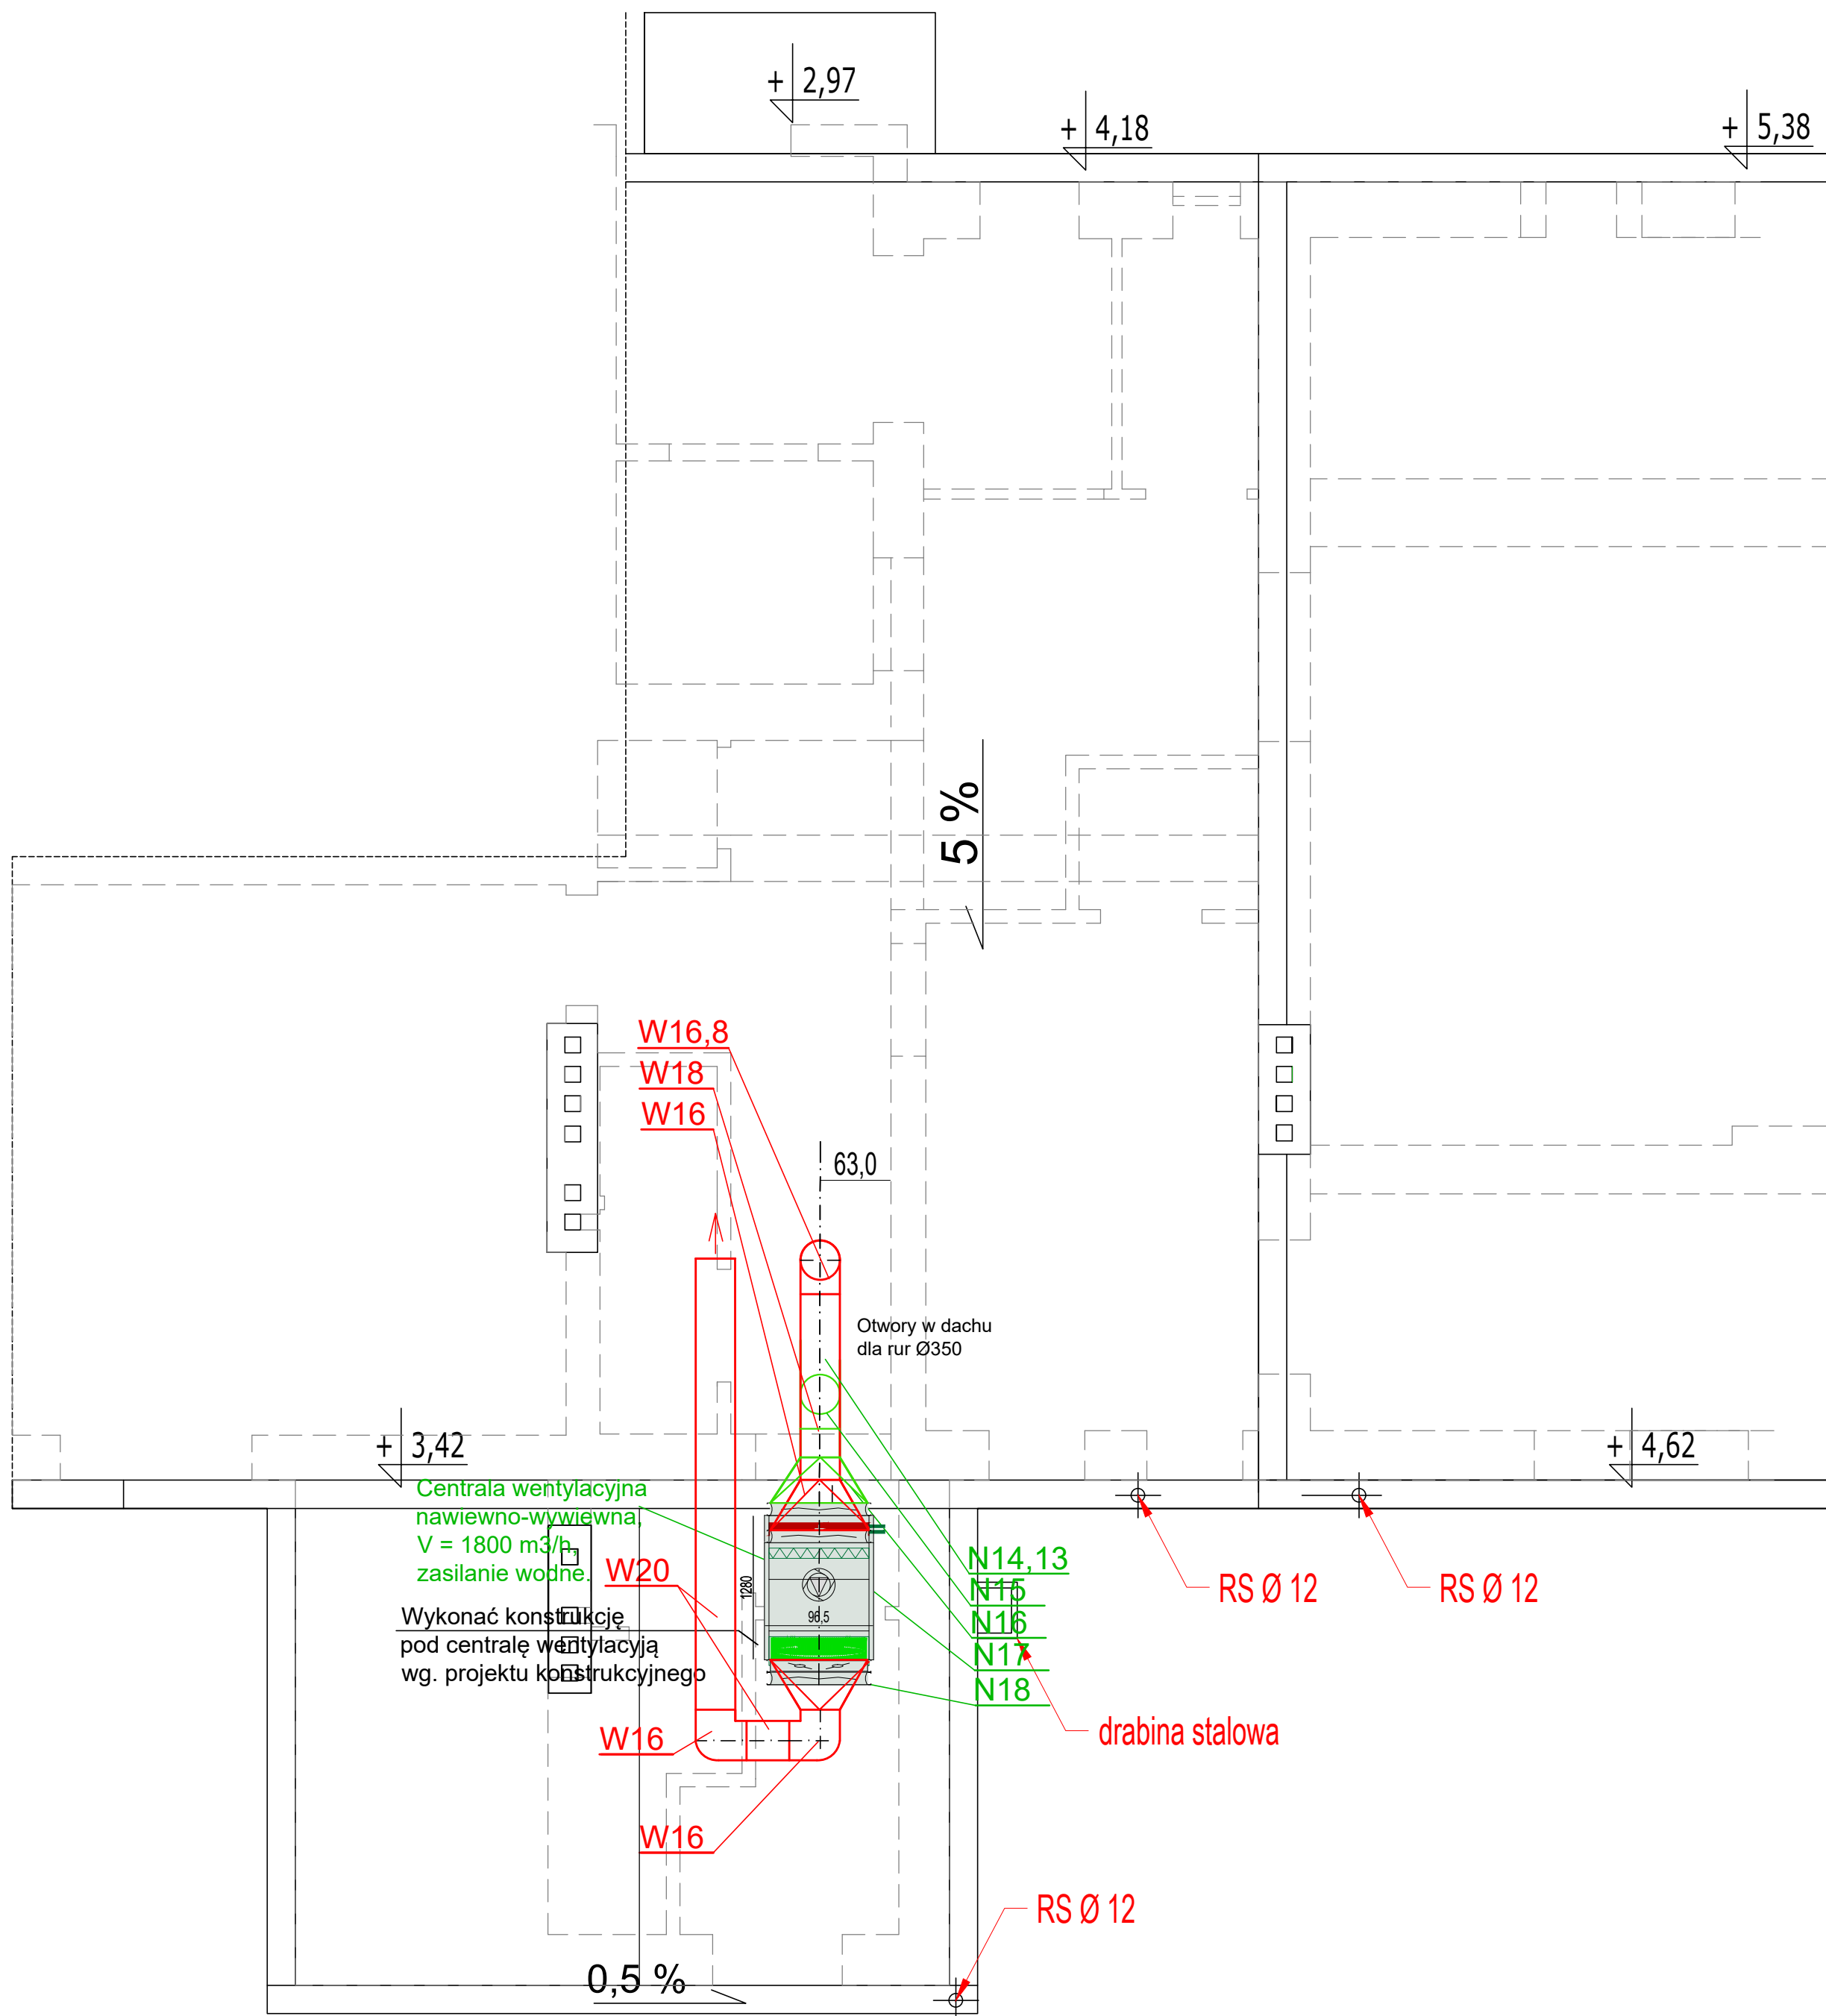 + 2,97
+ 4,18
+ 5,38
5 %
W16,8
W18
W16
63,0
Otwory w dachu
dla rur Ø350
+ 3,42
+ 4,62
Centrala wentylacyjna
nawiewno-wywiewna,
V = 1800 m3/h,
zasilanie wodne.
W20
1280
96,5
N14,13
N15
N16
N17
N18
RS Ø 12
RS Ø 12
Wykonać konstrukcję
pod centralę wentylacyją
wg. projektu konstrukcyjnego
drabina stalowa
W16
W16
RS Ø 12
0,5 %